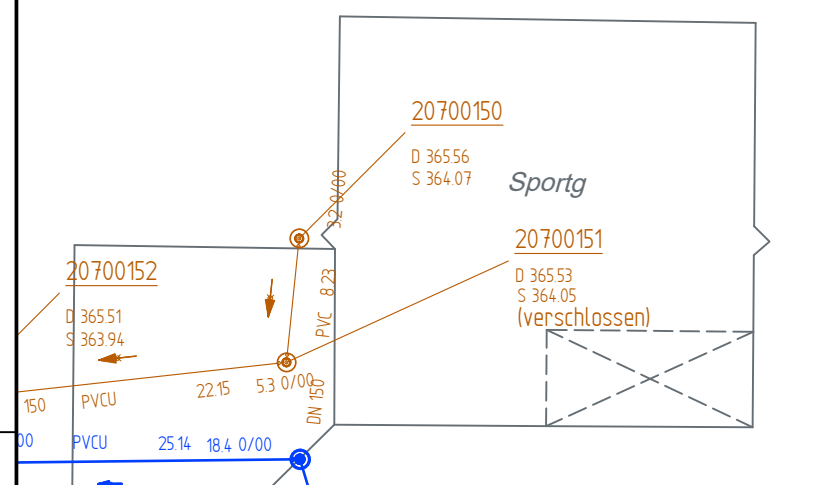 20700150
D 365.56
S 364.07
Sportg
3.2 0/00
20700151
D 365.53
S 364.05
(verschlossen)
20700152
D 365.51
S 363.94
PVC 8.23
DN 150
150 PVCU 22.15 5.3 0/00
00 PVCU 25.14 18.4 0/00